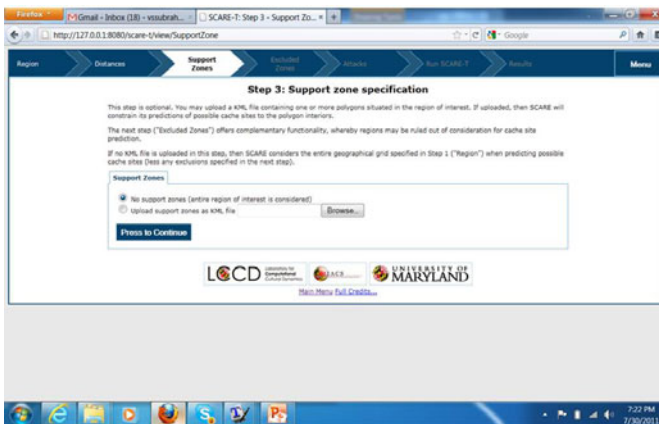 Firefox
Gmail - Inbox (18) - vssubrah...
SCARE-T: Step 3 - Support Zo...
http://127.0.0.1:8080/scare-t/view/SupportZone
Google
Region
Distances
Support
Zones
Excluded
Zones
Attacks
Run SCARE-T
Results
Menu
Step 3: Support zone specification
This step is optional. You may upload a KML file containing one or more polygons situated in the region of interest. If uploaded, then SCARE will
constrain its predictions of possible cache sites to the polygon interiors.
The next step ("Excluded Zones") offers complementary functionality, whereby regions may be ruled out of consideration for cache site
prediction.
If no KML file is uploaded in this step, then SCARE considers the entire geographical grid specified in Step 1 ("Region") when predicting possible
cache sites (less any exclusions specified in the next step).
Support Zones
No support zones (entire region of interest is considered)
Upload support zones as KML file
Browse...
Press to Continue
LCCD
Laboratory for
Computational
Cultural Dynamics
UNIVERSITY OF
MARYLAND
Main Menu Full Credits...
7:22 PM
7/30/2011